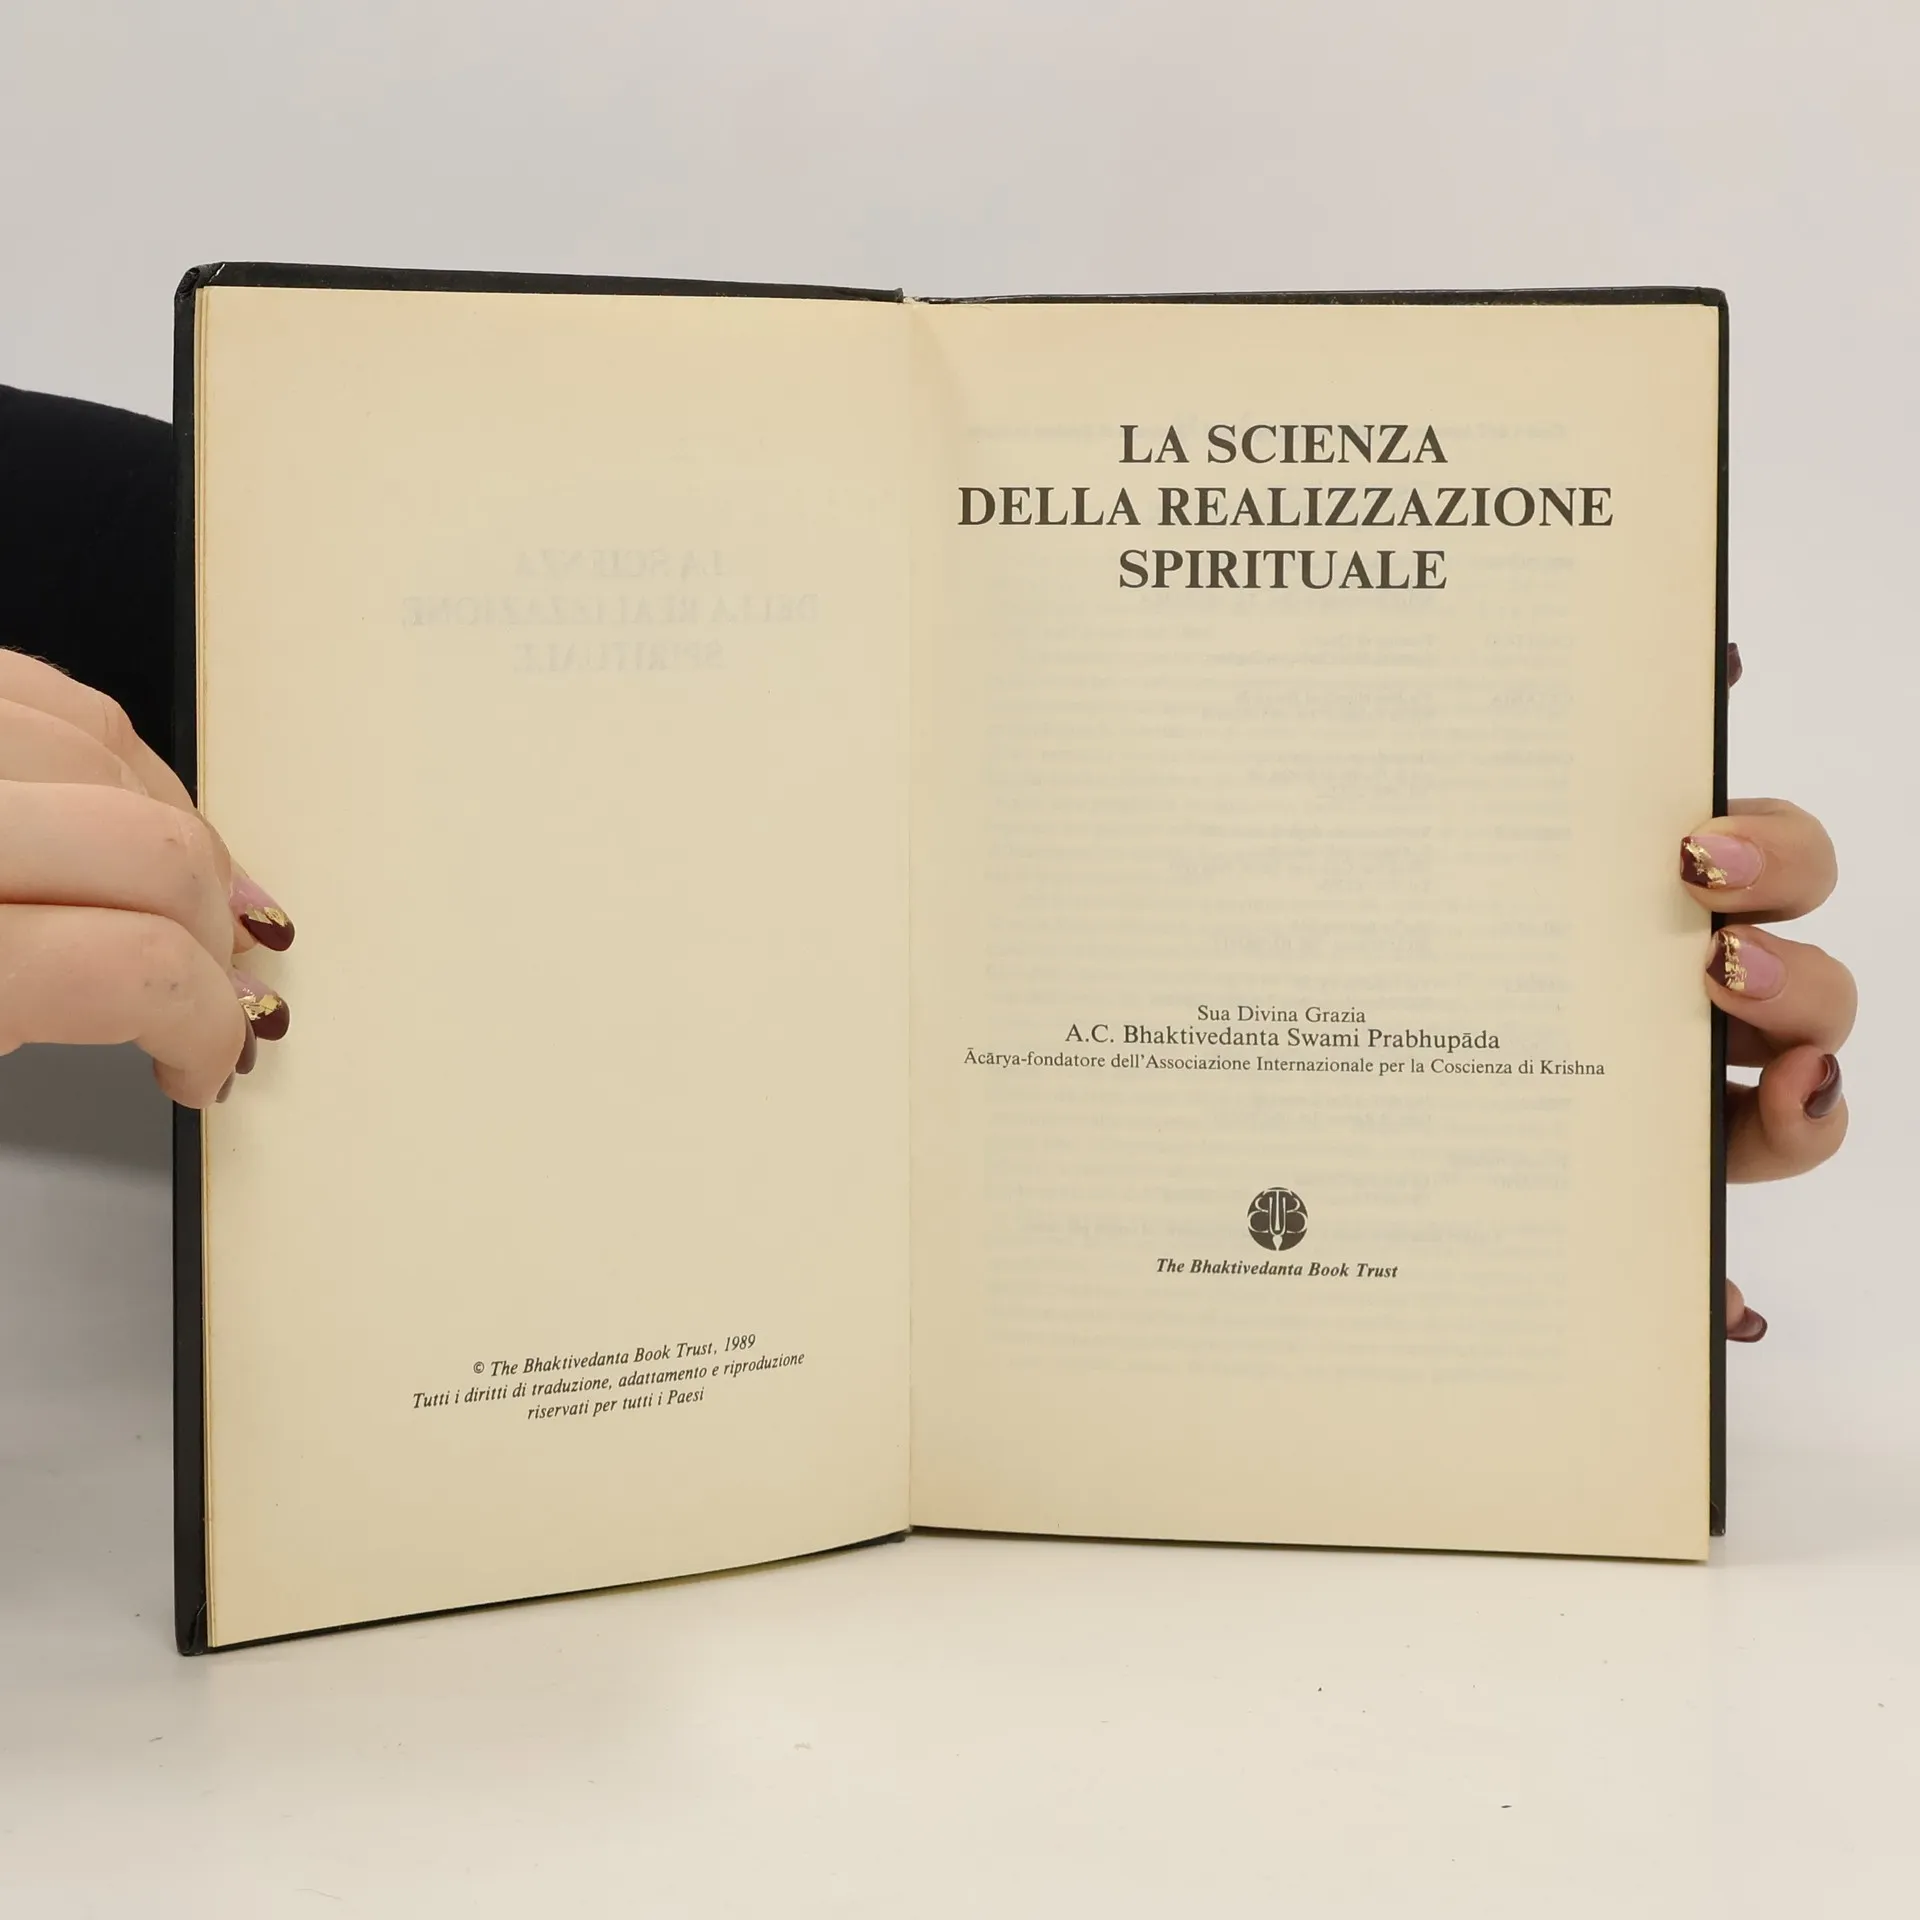 © The Bhaktivedanta Book Trust, 1989
Tutti i diritti di traduzione, adattamento e riproduzione
riservati per tutti i Paesi
LA SCIENZA
DELLA REALIZZAZIONE
SPIRITUALE
Sua Divina Grazia
A.C. Bhaktivedanta Swami Prabhupāda
Ācārya-fondatore dell'Associazione Internazionale per la Coscienza di Krishna
The Bhaktivedanta Book Trust